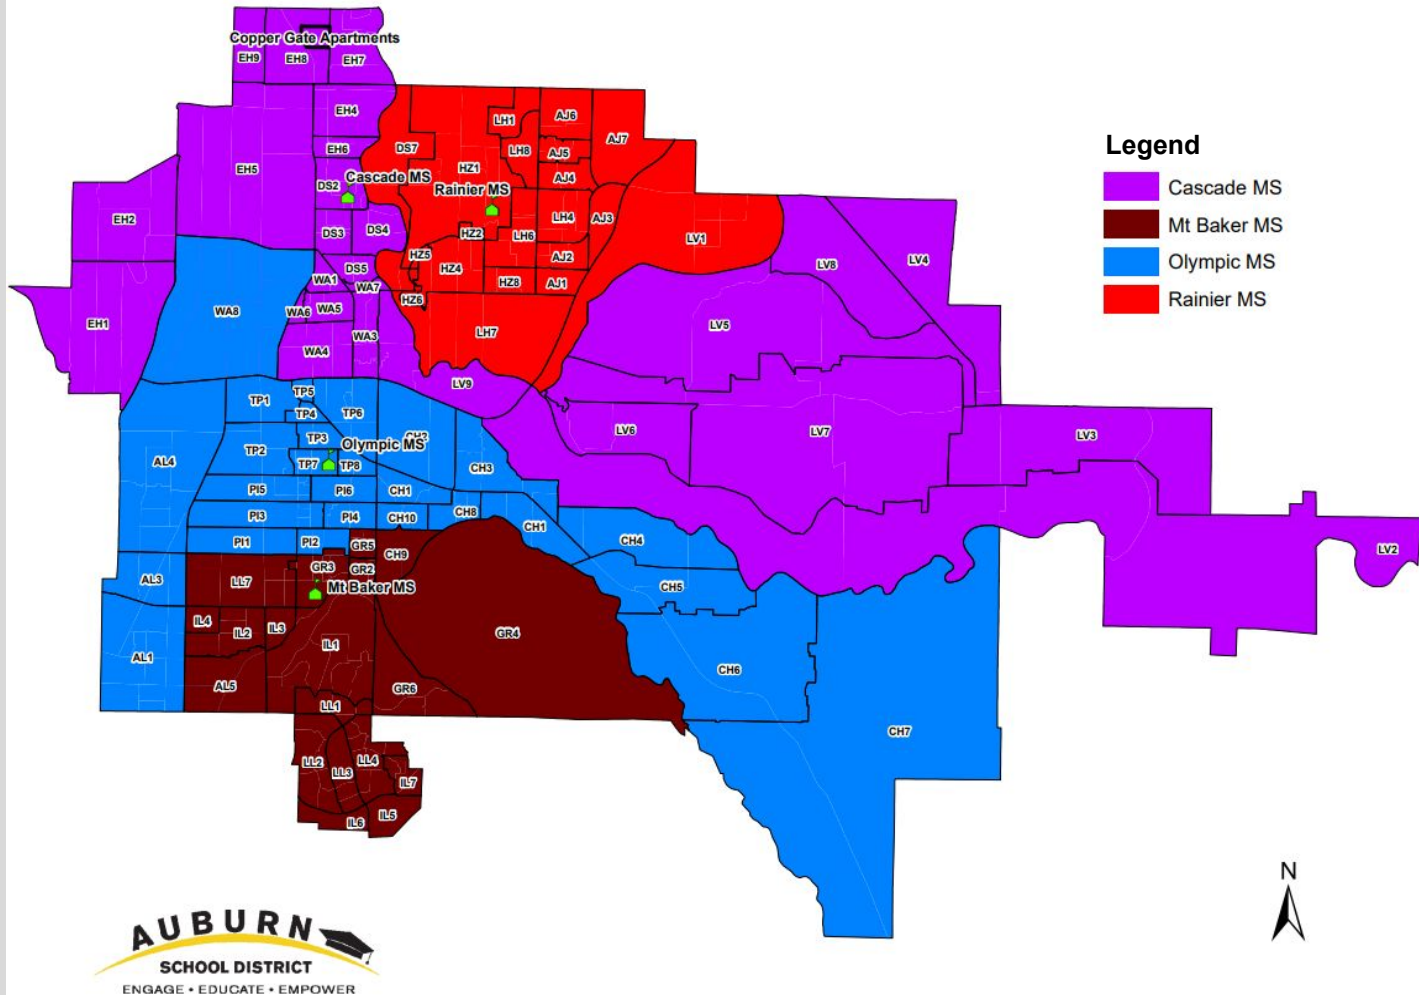 Copper Gate Apartments
EH9
EH8
EH7
EH4
EH6
EH5
DS2
Cascade MS
DS7
HZ1
Rainier MS
LH1
LH8
AJ6
AJ5
AJ4
AJ7
EH2
DS3
DS4
HZ2
LH6
LH4
AJ3
LV1
HZ5
HZ4
AJ2
HZ8
AJ1
DS5
WA1
WA7
HZ6
EH1
WA8
WA6
WA5
WA3
WA4
LH7
LV8
LV4
LV5
LV9
LV6
LV7
LV3
LV2
Legend
Cascade MS
Mt Baker MS
Olympic MS
Rainier MS
TP1
TP5
TP4
TP6
TP3
Olympic MS
TP2
TP7
TP8
AL4
CH3
PI5
PI6
CH1
PI3
PI4
CH10
CH8
CH1
CH4
PI1
PI2
GR5
CH9
GR3
GR2
Mt Baker MS
AL3
LL7
CH5
IL4
IL2
IL3
IL1
GR4
AL1
AL5
GR6
CH6
CH7
LL1
LL2
LL3
LL4
IL7
IL5
IL6
N
AUBURN
SCHOOL DISTRICT
ENGAGE • EDUCATE • EMPOWER